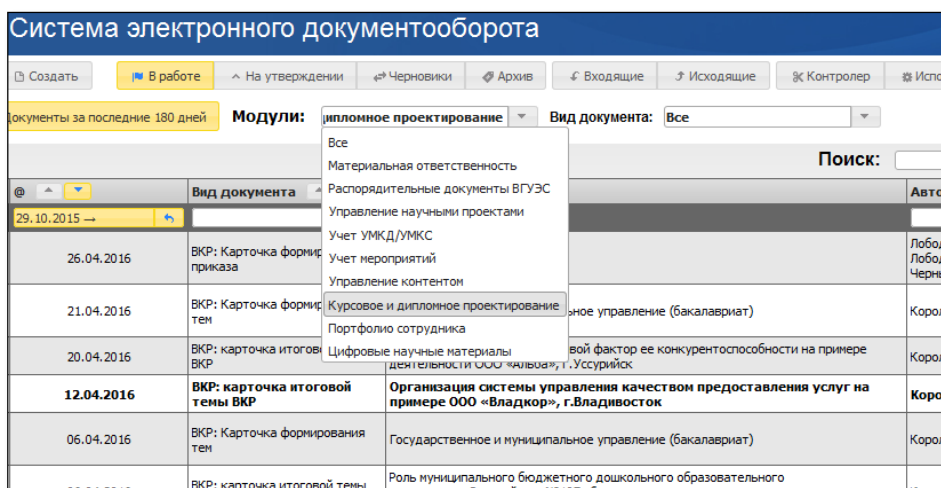 Система электронного документооборота
Создать В работе На утверждении Черновики Архив Входящие Исходящие Контролер
Документы за последние 180 дней Модули: дипломное проектирование Вид документа: Все
Все
Материальная ответственность
Поиск:
@ Вид документа Распорядительные документы ВГУЭС
29.10.2015 → Управление научными проектами
Учет УМКД/УМКС
26.04.2016 ВКР: Карточка
приказа
Учет мероприятий
Управление контентом
21.04.2016 ВКР: Карточка Курсовое и дипломное проектирование управление (бакалавриат)
тем
Портфолио сотрудника
20.04.2016 ВКР: карточка Цифровые научные материалы фактор ее конкурентоспособности на примере
ВКР деятельности ООО «Альба», г.Уссурийск
12.04.2016 ВКР: карточка итоговой Организация системы управления качеством предоставления услуг на
темы ВКР примере ООО «Владкор», г.Владивосток
06.04.2016 ВКР: Карточка формирования Государственное и муниципальное управление (бакалавриат)
тем
ВКР: карточка итоговой темы Роль муниципального бюджетного дошкольного образовательного